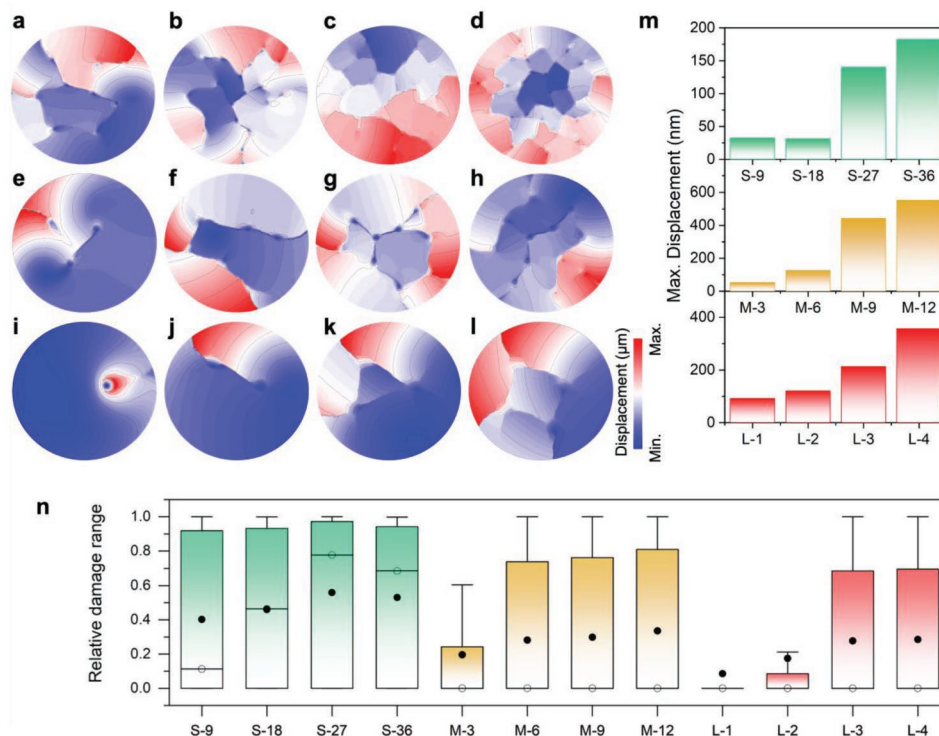 a
b
c
d
e
f
g
h
i
j
k
l
Displacement (μm)
Min. Max.
m
Max. Displacement (nm)
200
150
100
50
0
S-9 S-18 S-27 S-36
600
400
200
0
M-3 M-6 M-9 M-12
400
200
0
L-1 L-2 L-3 L-4
n
Relative damage range
1.0
0.8
0.6
0.4
0.2
0.0
S-9 S-18 S-27 S-36 M-3 M-6 M-9 M-12 L-1 L-2 L-3 L-4